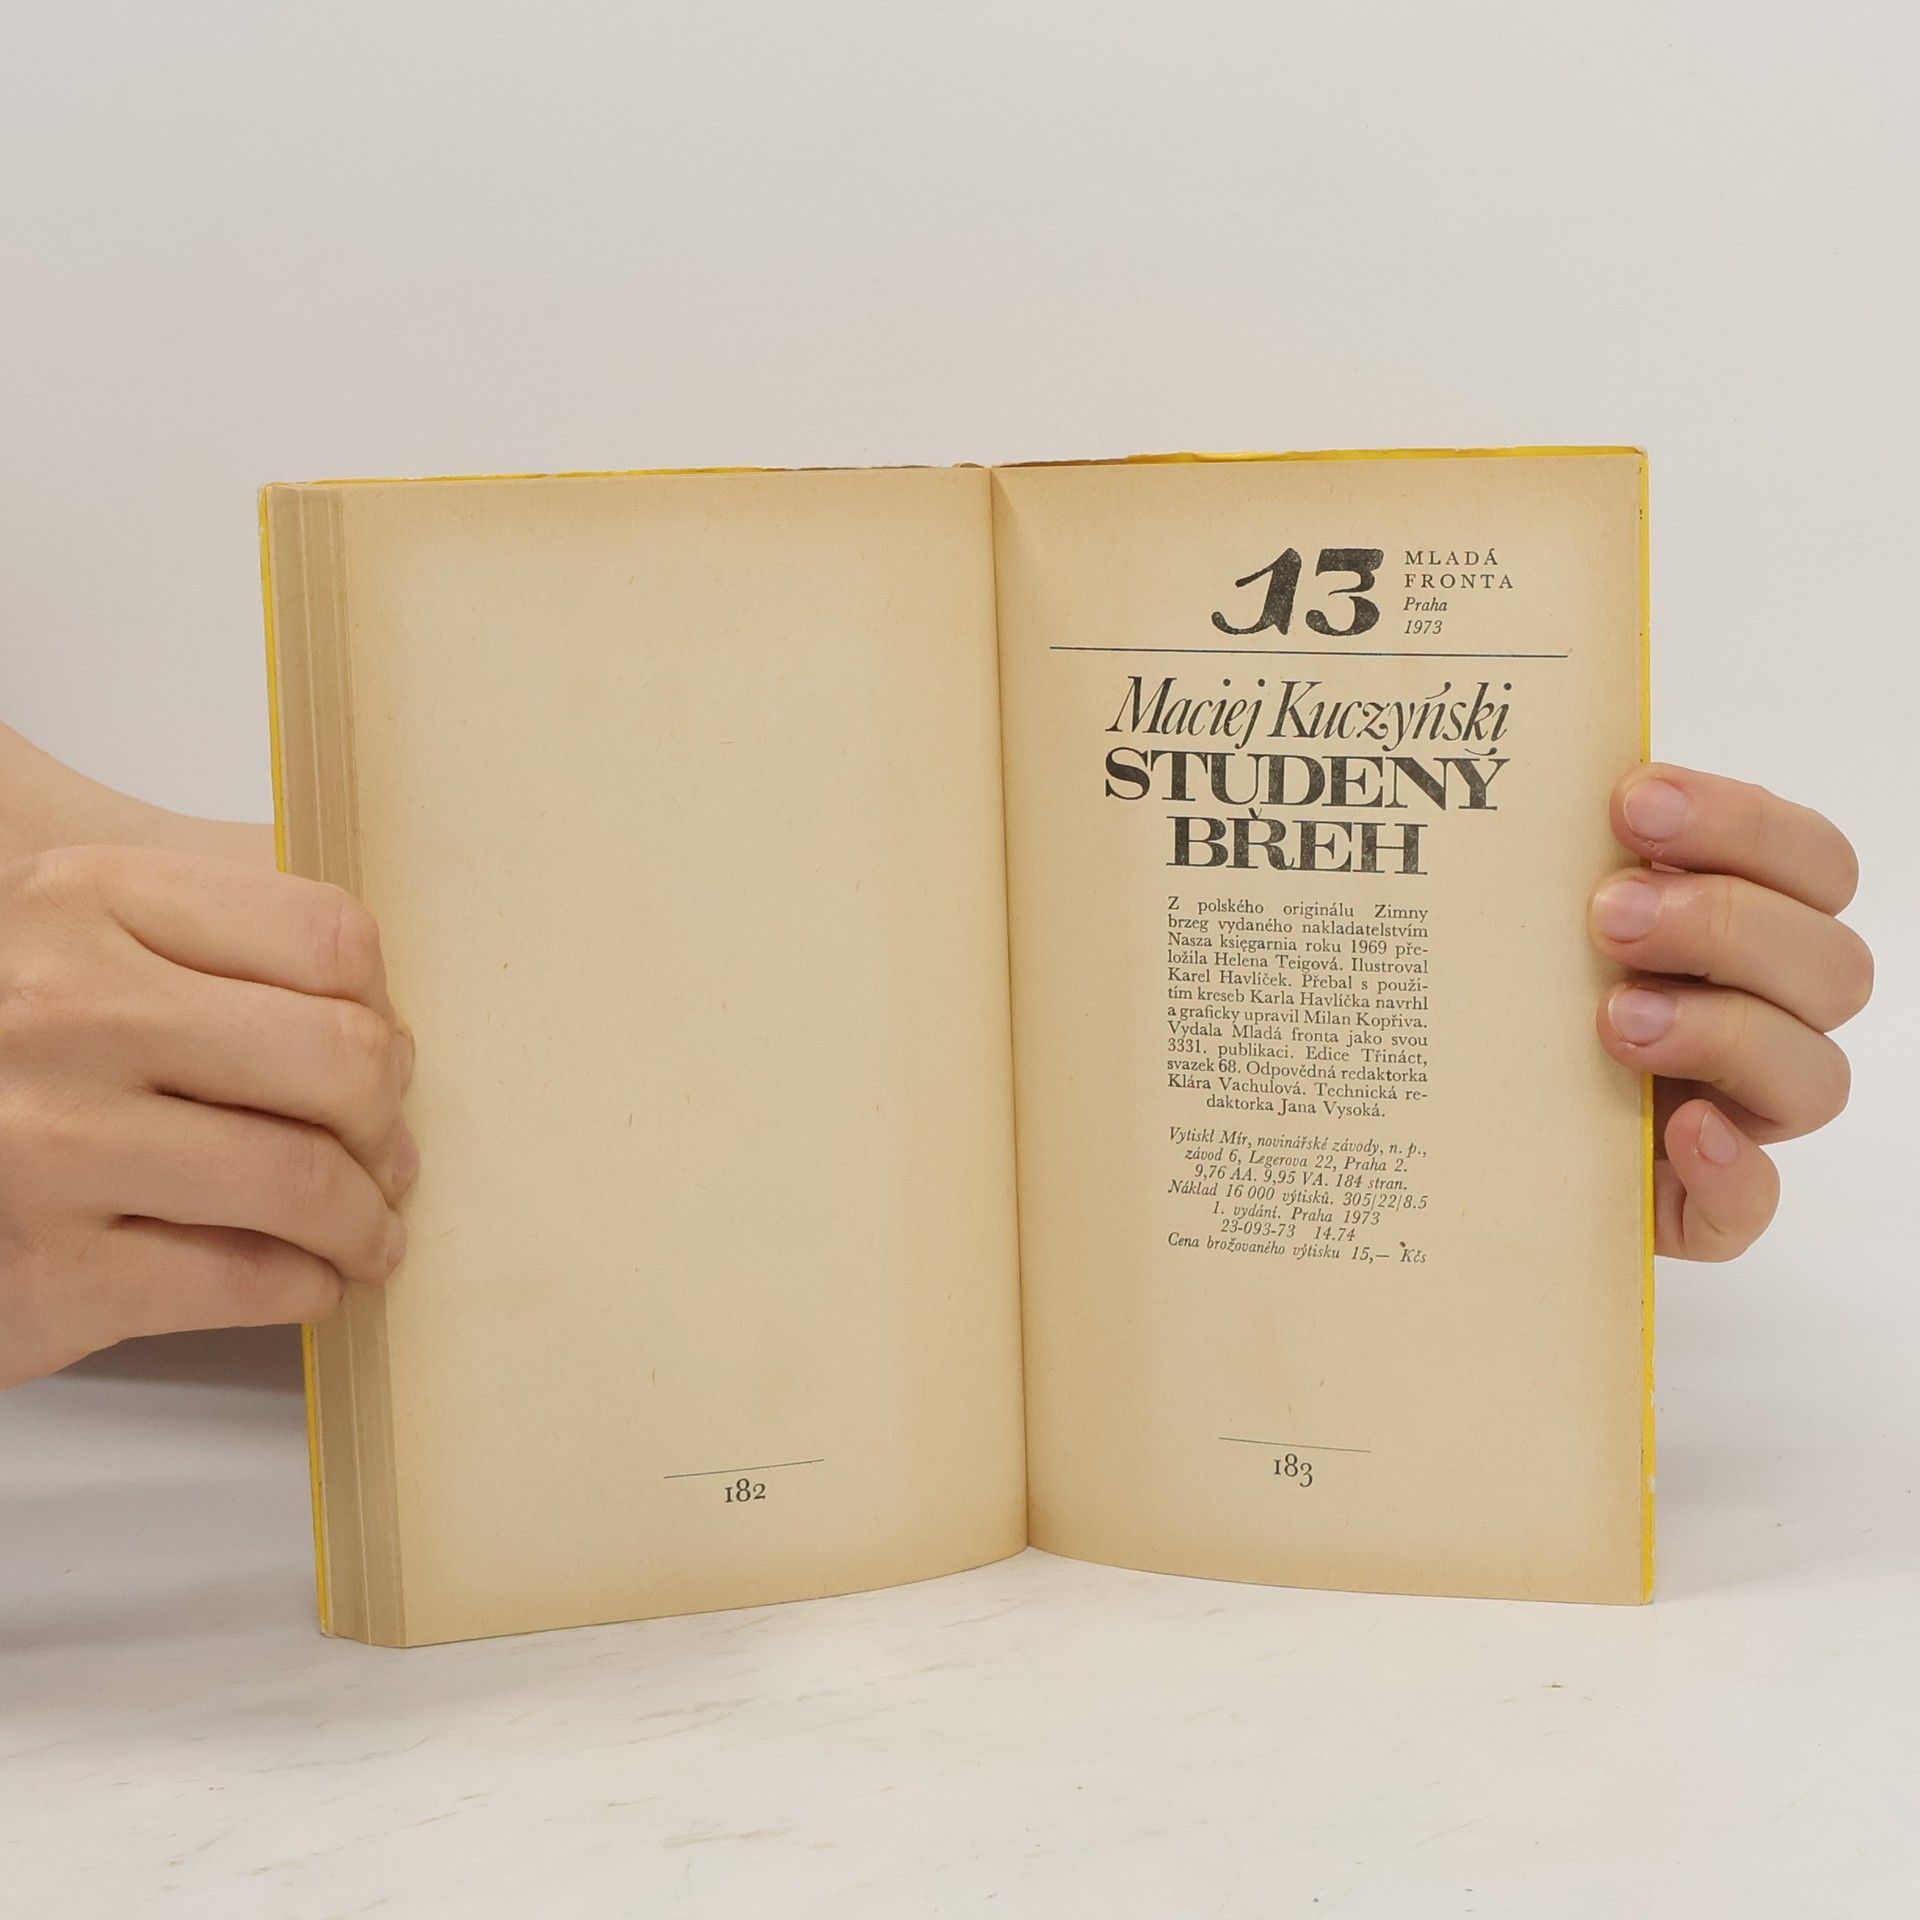 182
13
MLADÁ
FRONTA
Praha
1973
Maciej Kuczyński
STUDENÝ
BŘEH
Z polského originálu Zimny
brzeg vydaného nakladatelstvím
Nasza księgarnia roku 1969 pře-
ložila Helena Teigová. Ilustroval
Karel Havlíček. Přebal s použi-
tím kreseb Karla Havlíčka navrhl
a graficky upravil Milan Kopřiva.
Vydala Mladá fronta jako svou
3331. publikaci. Edice Třináct,
svazek 68. Odpovědná redaktorka
Klára Vachulová. Technická re-
daktorka Jana Vysoká.
Vytiskl Mír, novinářské závody, n. p.,
závod 6, Legerova 22, Praha 2.
9,76 AA. 9,95 VA. 184 stran.
Náklad 16 000 výtisků. 305/22/8.5
1. vydání. Praha 1973
23-093-73 14.74
Cena brožovaného výtisku 15,— Kčs
183